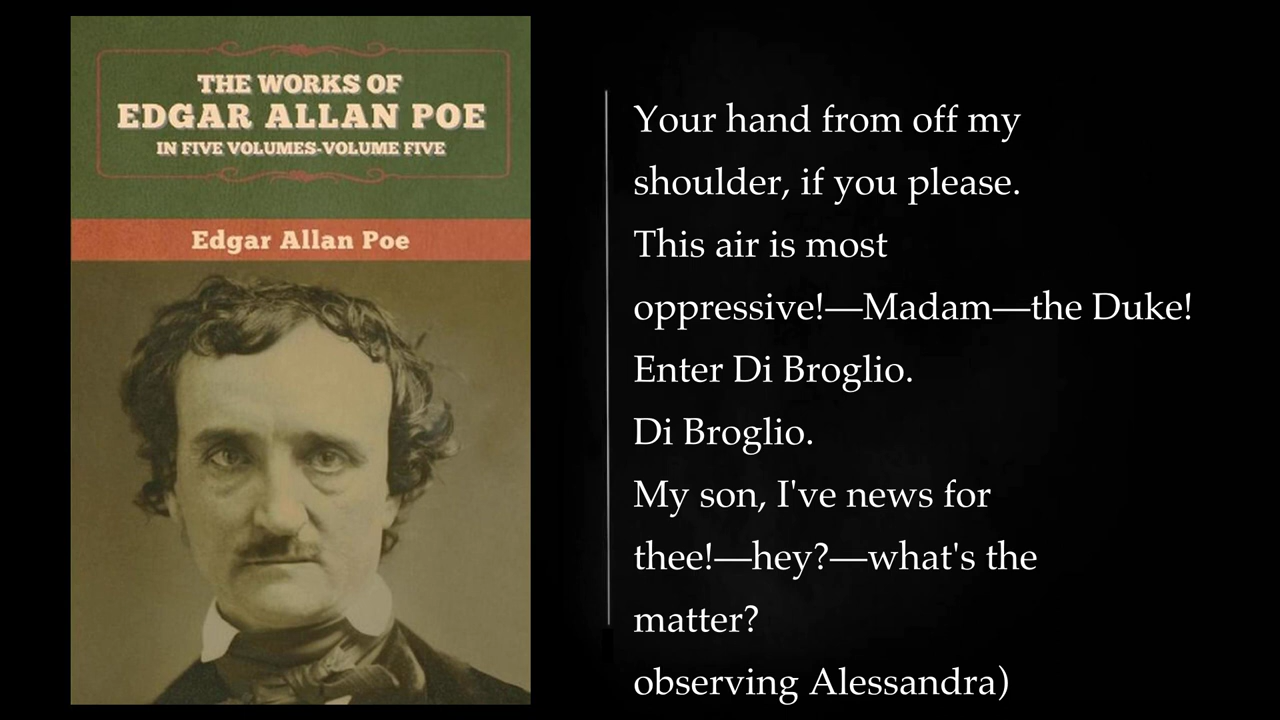 THE WORKS OF
EDGAR ALLAN POE
IN FIVE VOLUMES-VOLUME FIVE
Edgar Allan Poe
Your hand from off my
shoulder, if you please.
This air is most
oppressive!—Madam—the Duke!
Enter Di Broglio.
Di Broglio.
My son, I've news for
thee!—hey?—what's the
matter?
observing Alessandra)